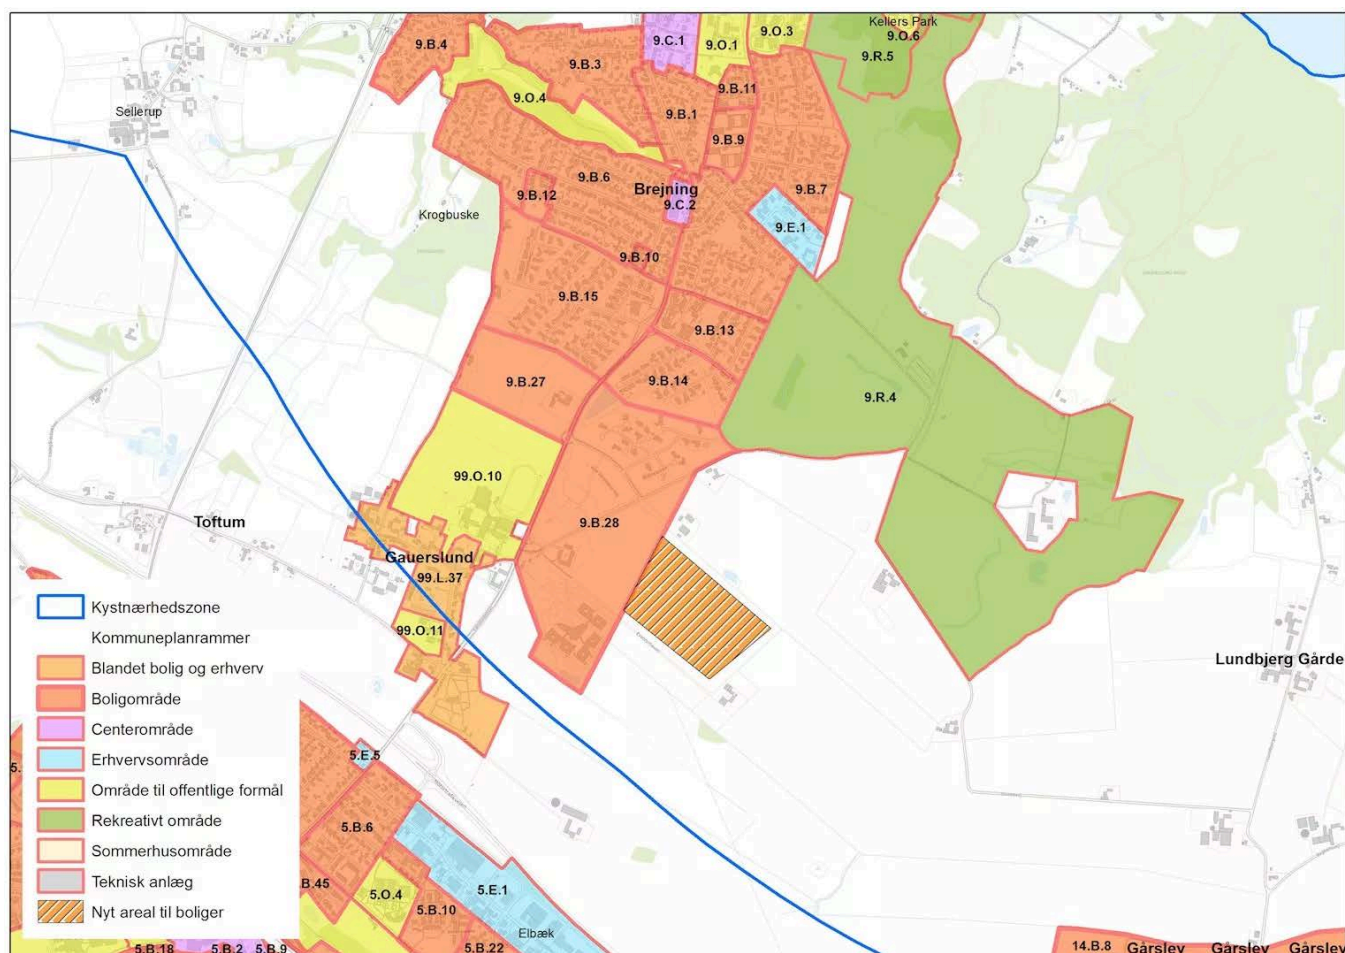 Kellers Park
9.C.1
9.O.1
9.O.3
9.O.6
9.B.4
9.B.3
9.R.5
9.O.4
9.B.11
Sellerup
9.B.1
9.B.9
9.B.6
Brejning
9.B.7
9.B.12
9.C.2
Krogbuske
9.E.1
9.B.10
9.B.15
9.B.13
9.B.27
9.B.14
9.R.4
99.O.10
Toftum
9.B.28
Gauerslund
99.L.37
99.O.11
Lundbjerg Gårde
Kystnærhedszone
Kommuneplanrammer
Blandet bolig og erhverv
Boligområde
Centerområde
Erhvervsområde
Område til offentlige formål
Rekreativt område
Sommerhusområde
Teknisk anlæg
Nyt areal til boliger
5.E.5
5.B.6
B.45
5.O.4
5.E.1
5.B.10
Elbæk
5.B.18
5.B.2
5.B.9
5.B.22
14.B.8
Gårslev
Gårslev
Gårslev